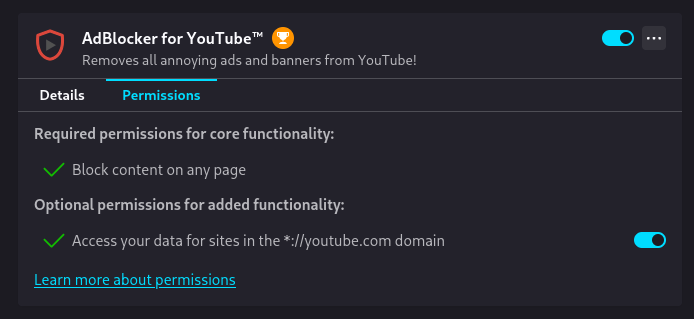 AdBlocker for YouTube™
Removes all annoying ads and banners from YouTube!
Details Permissions
Required permissions for core functionality:
Block content on any page
Optional permissions for added functionality:
Access your data for sites in the *://youtube.com domain
Learn more about permissions